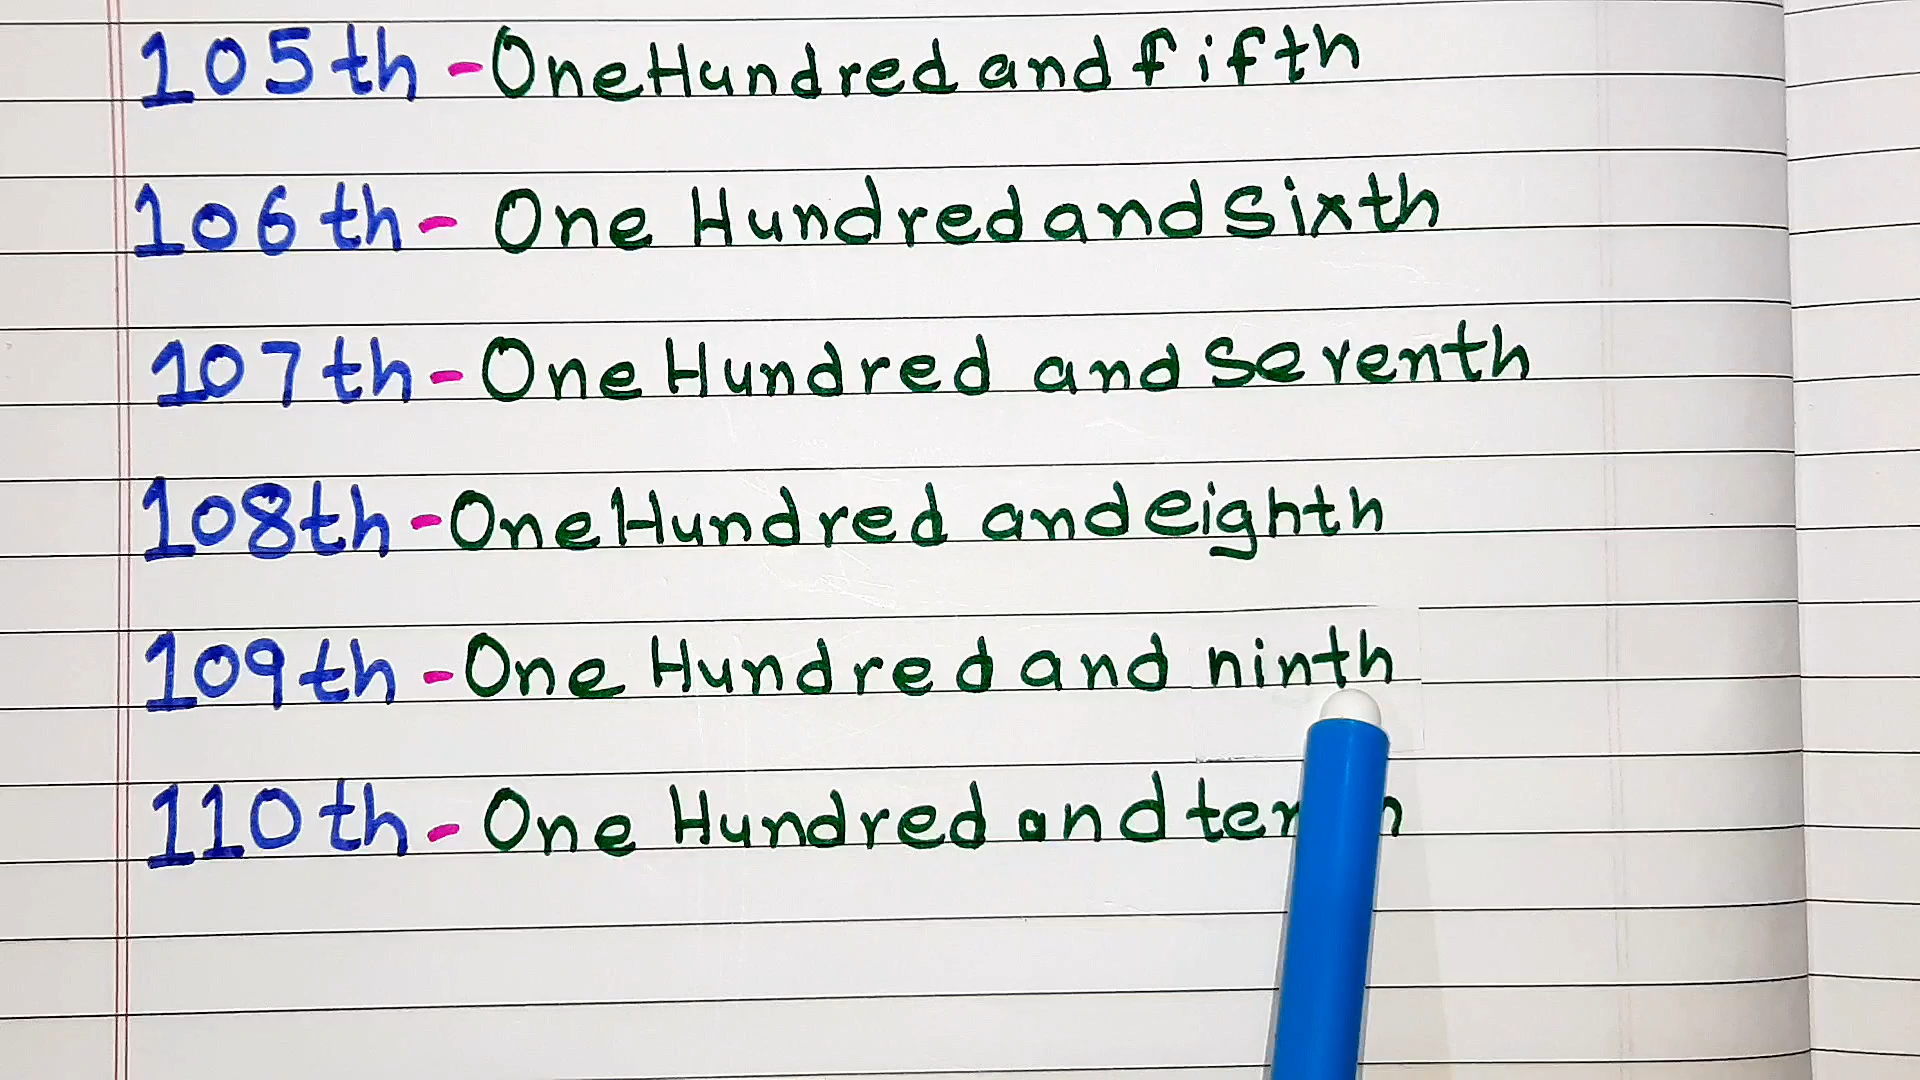 105th - One Hundred and fifth
106th - One Hundred and Sixth
107th - One Hundred and Seventh
108th - One Hundred and eighth
109th - One Hundred and ninth
110th - One Hundred and